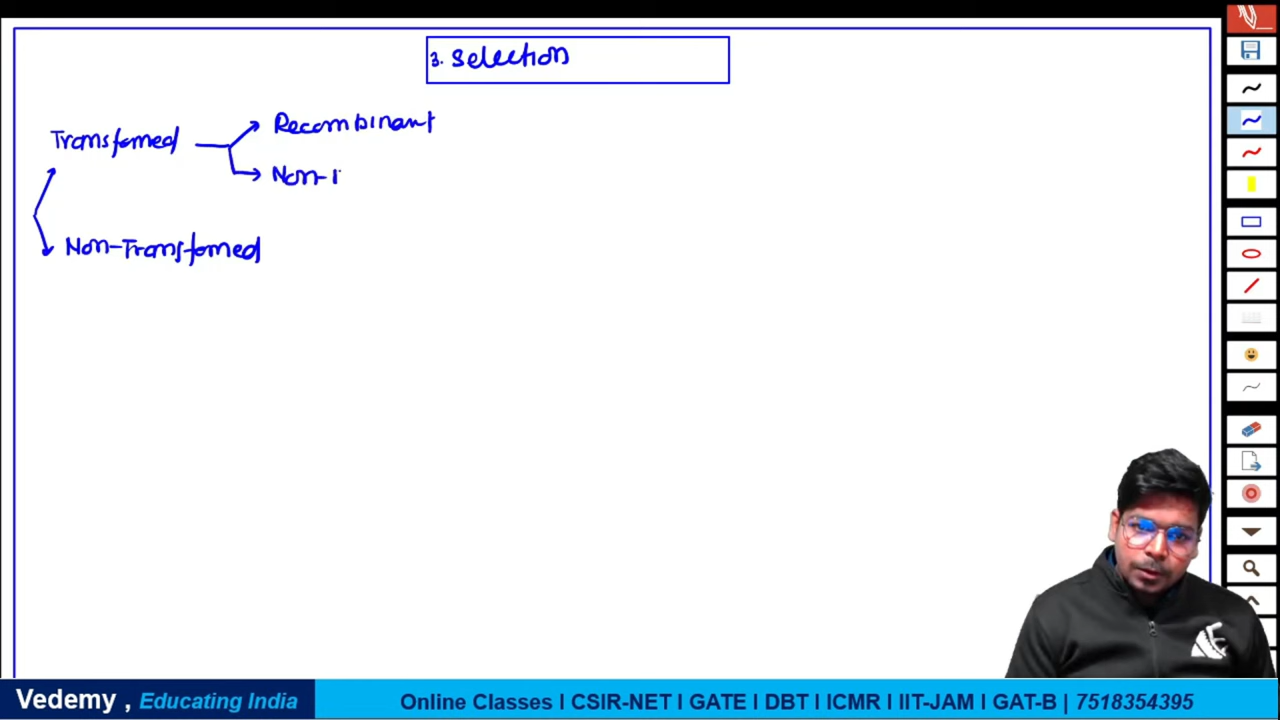 3. Selection
Transformed
Recombinant
Non-r
Non-Transformed
Vedemy , Educating India
Online Classes I CSIR-NET I GATE I DBT I ICMR I IIT-JAM I GAT-B | 7518354395